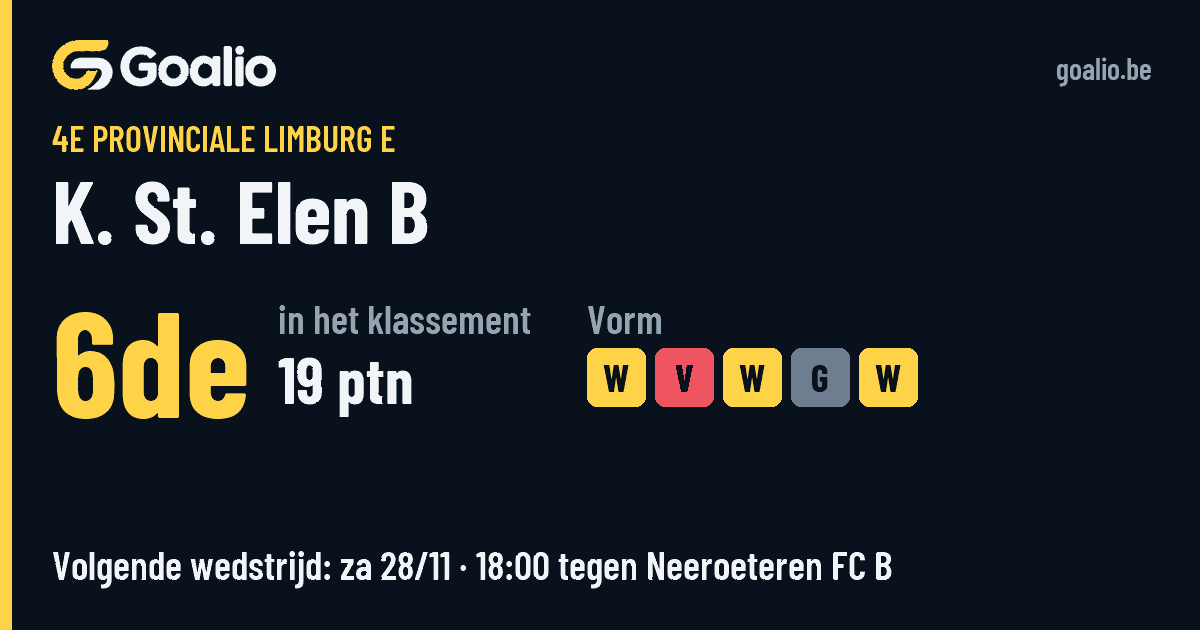 Goalio
goalio.be
4E PROVINCIALE LIMBURG E
K. St. Elen B
6de
in het klassement
19 ptn
Vorm
W V W G W
Volgende wedstrijd: za 28/11 · 18:00 tegen Neeroeteren FC B